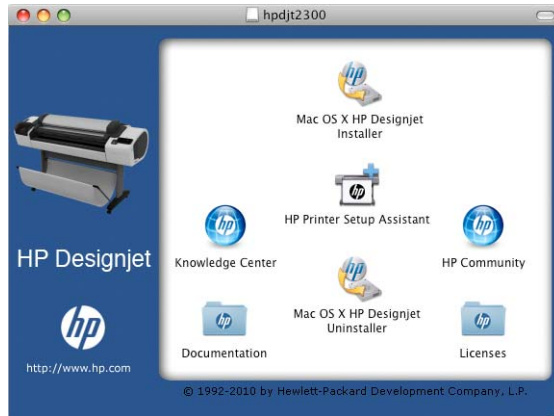 hpdjt2300
Mac OS X HP Designjet
Installer
HP Printer Setup Assistant
Knowledge Center
HP Community
Mac OS X HP Designjet
Uninstaller
Documentation
Licenses
HP Designjet
hp
http://www.hp.com
© 1992-2010 by Hewlett-Packard Development Company, L.P.